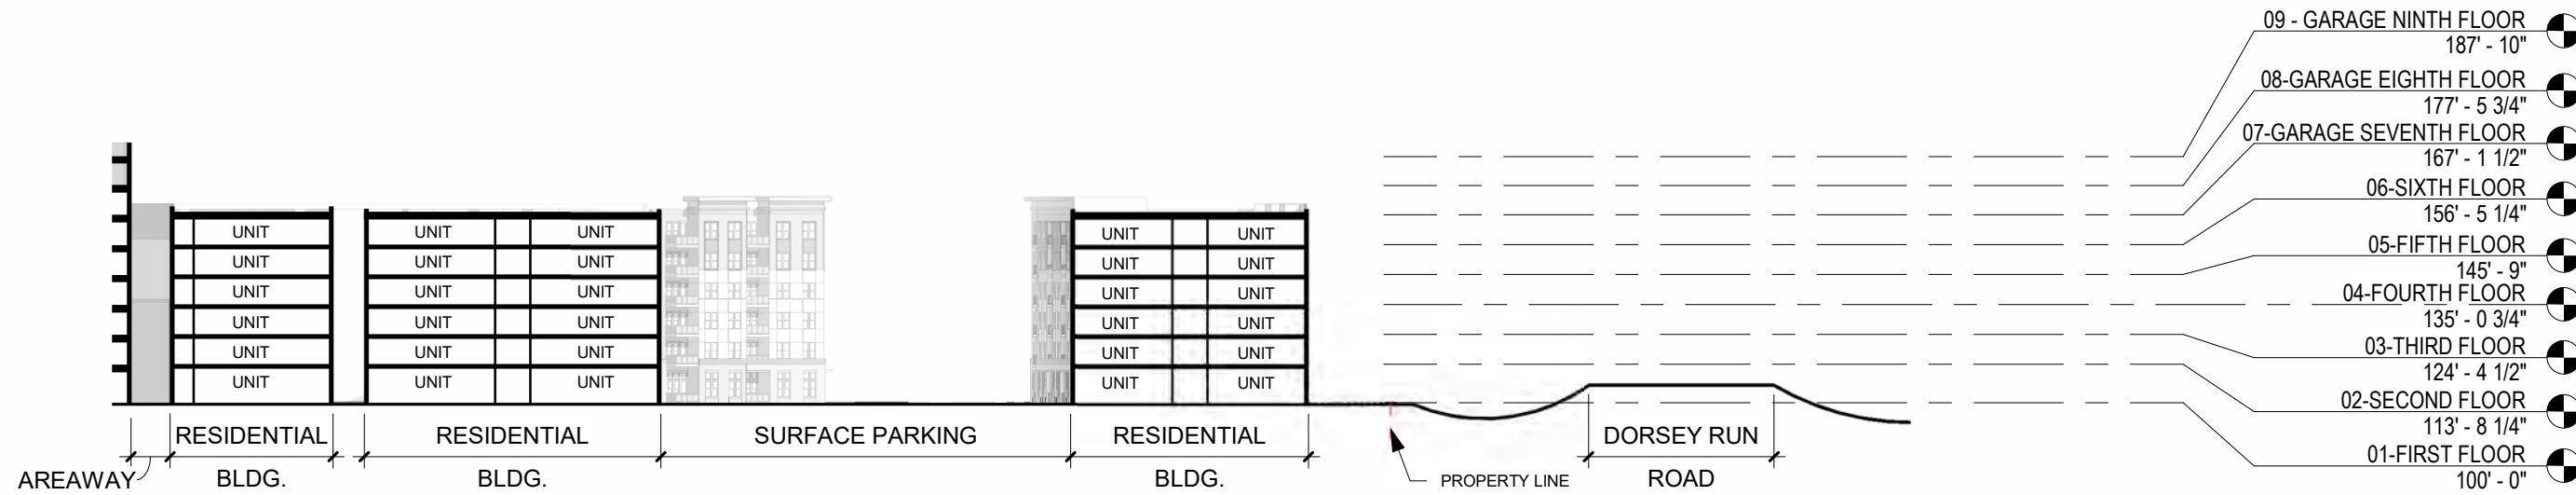 09 - GARAGE NINTH FLOOR
187' - 10"
08-GARAGE EIGHTH FLOOR
177' - 5 3/4"
07-GARAGE SEVENTH FLOOR
167' - 1 1/2"
06-SIXTH FLOOR
156' - 5 1/4"
05-FIFTH FLOOR
145' - 9"
04-FOURTH FLOOR
135' - 0 3/4"
03-THIRD FLOOR
124' - 4 1/2"
02-SECOND FLOOR
113' - 8 1/4"
01-FIRST FLOOR
100' - 0"
UNIT UNIT UNIT UNIT UNIT
UNIT UNIT UNIT UNIT UNIT
UNIT UNIT UNIT UNIT UNIT
UNIT UNIT UNIT UNIT UNIT
UNIT UNIT UNIT UNIT UNIT
UNIT UNIT UNIT UNIT UNIT
AREAWAY
RESIDENTIAL
BLDG.
RESIDENTIAL
BLDG.
SURFACE PARKING
RESIDENTIAL
BLDG.
PROPERTY LINE
DORSEY RUN
ROAD